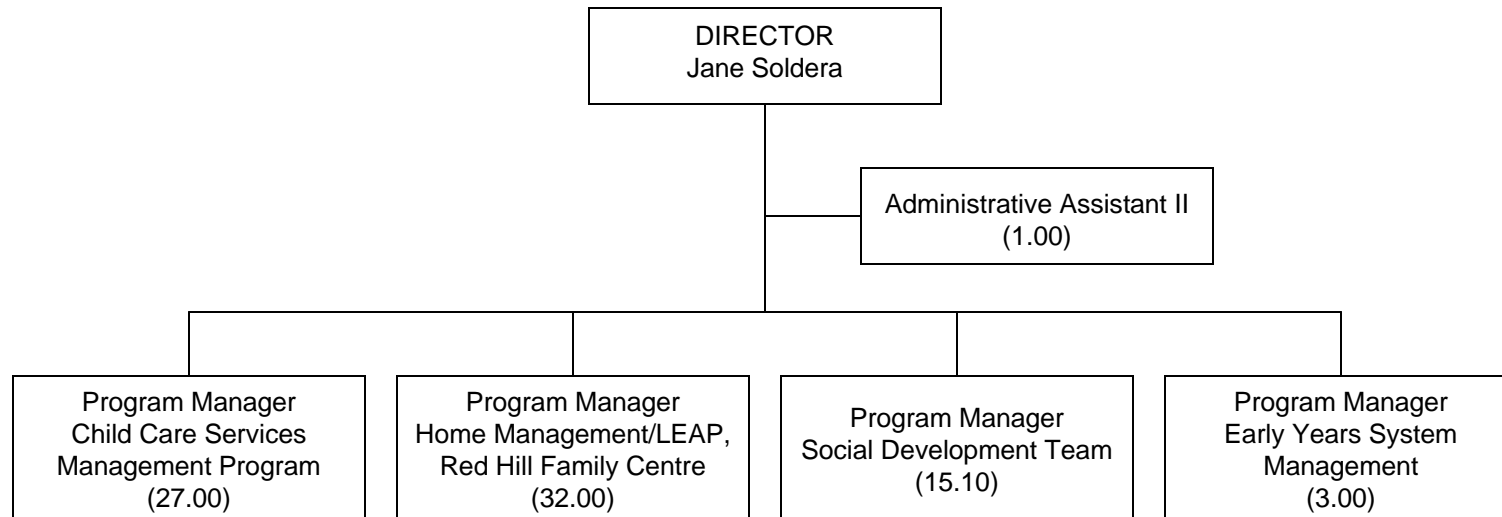 DIRECTOR
Jane Soldera
Administrative Assistant II
(1.00)
Program Manager
Child Care Services
Management Program
(27.00)
Program Manager
Home Management/LEAP,
Red Hill Family Centre
(32.00)
Program Manager
Social Development Team
(15.10)
Program Manager
Early Years System
Management
(3.00)